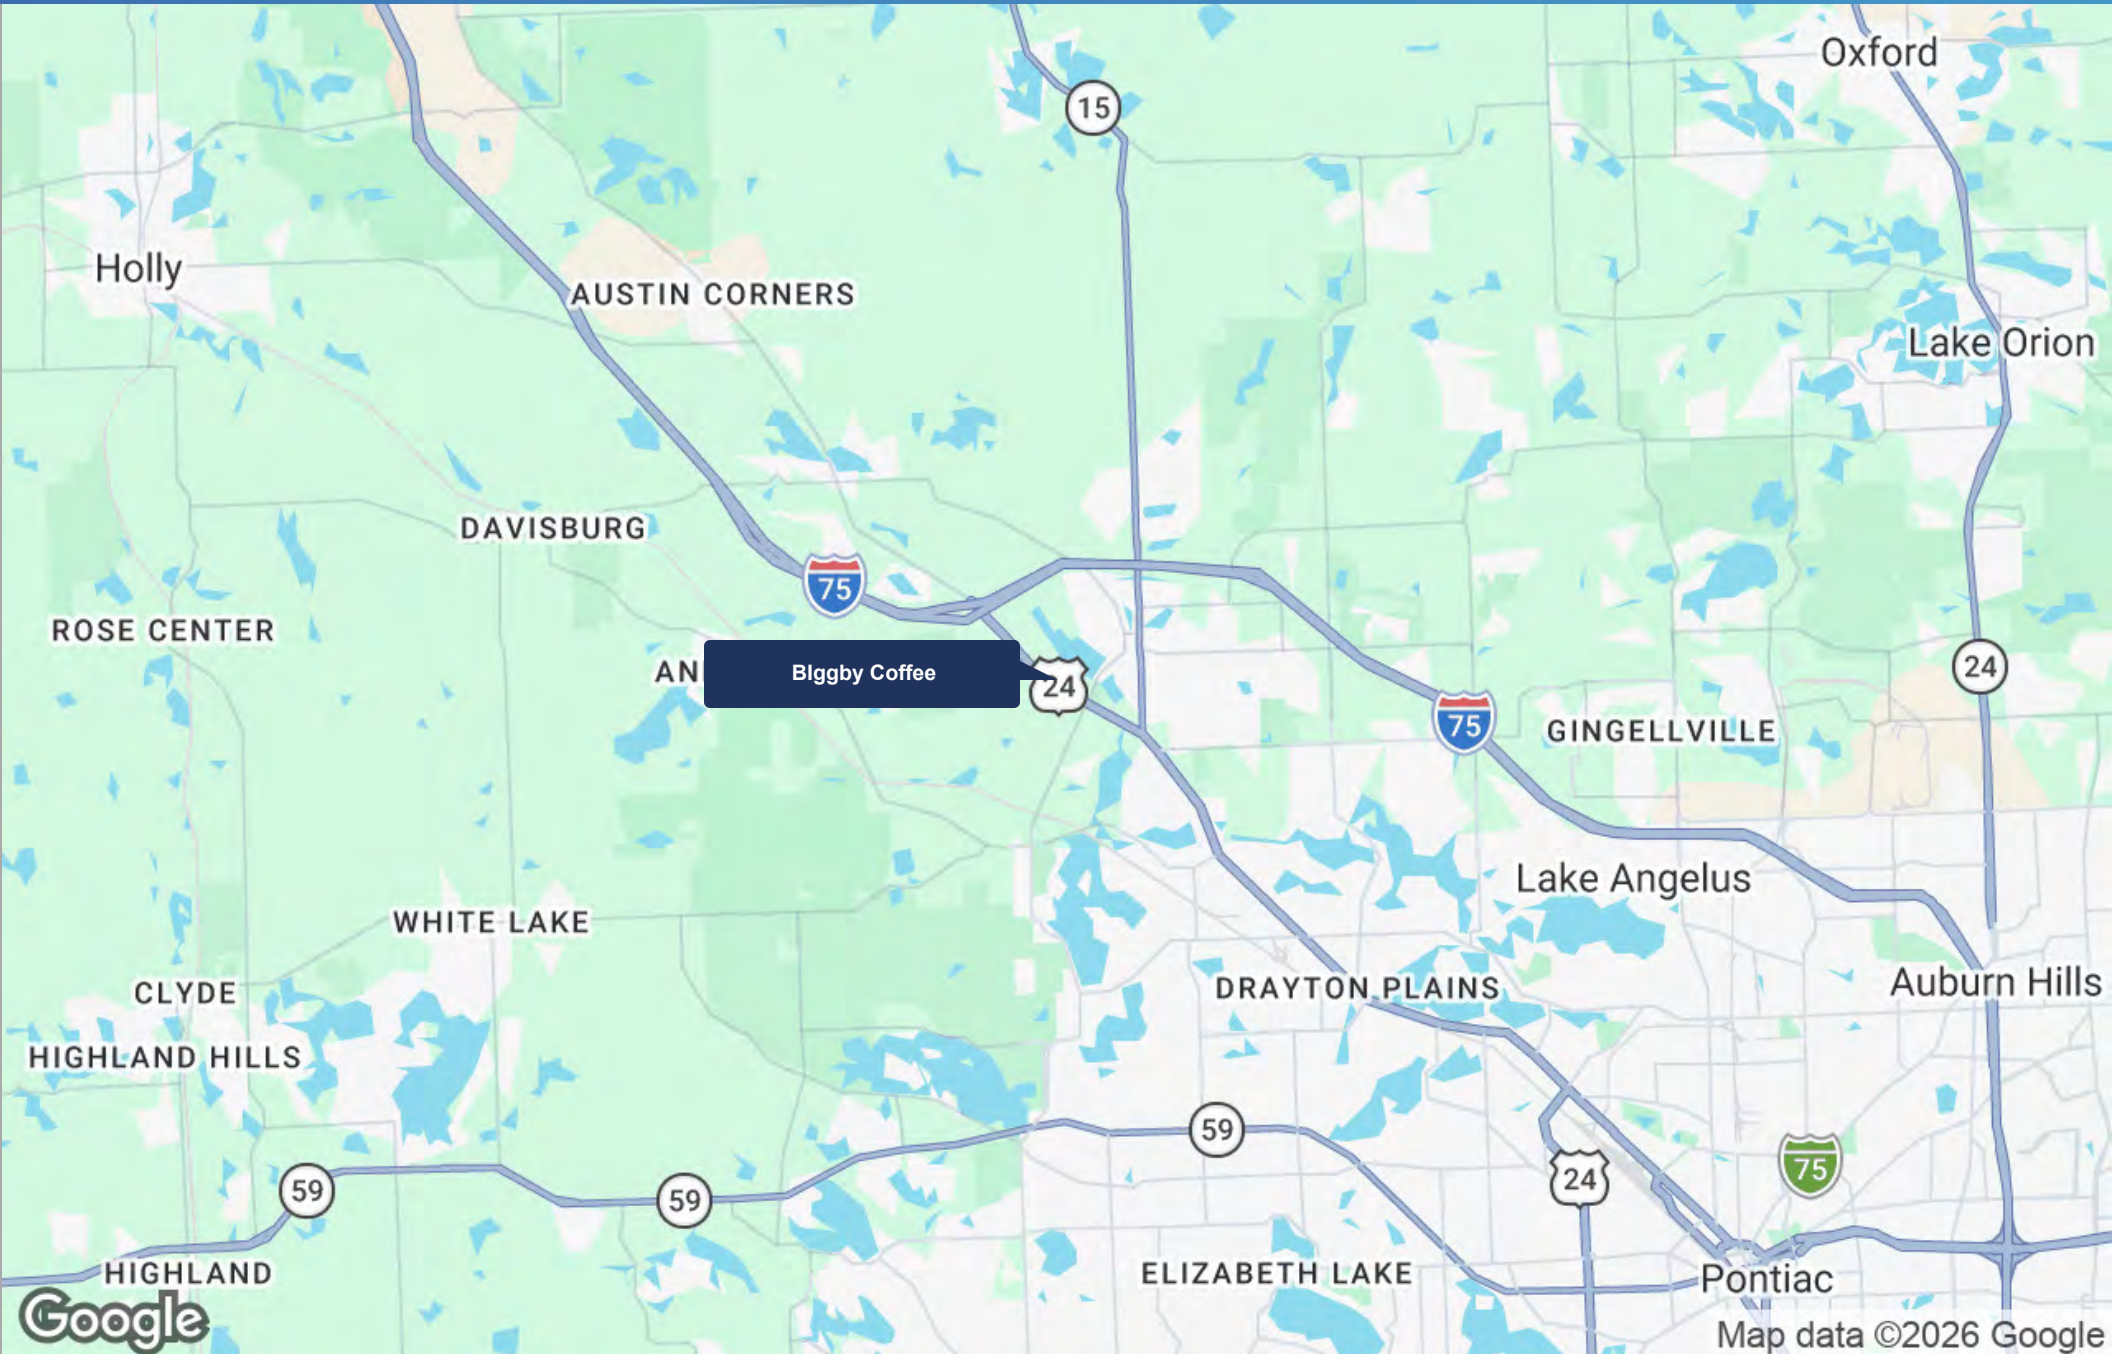 Oxford
15
Holly
AUSTIN CORNERS
Lake Orion
DAVISBURG
75
ROSE CENTER
24
AN
BIggby Coffee
24
75
GINGELLVILLE
Lake Angelus
WHITE LAKE
Auburn Hills
CLYDE
DRAYTON PLAINS
HIGHLAND HILLS
59
75
24
59
59
HIGHLAND
ELIZABETH LAKE
Pontiac
Google
Map data ©2026 Google